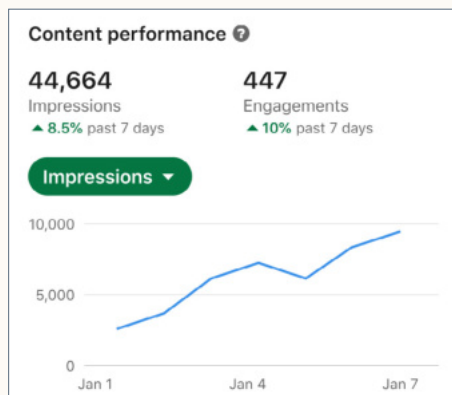 Content performance ?
44,664
Impressions
▲ 8.5% past 7 days
447
Engagements
▲ 10% past 7 days
Impressions
10,000
5,000
0
Jan 1 Jan 4 Jan 7